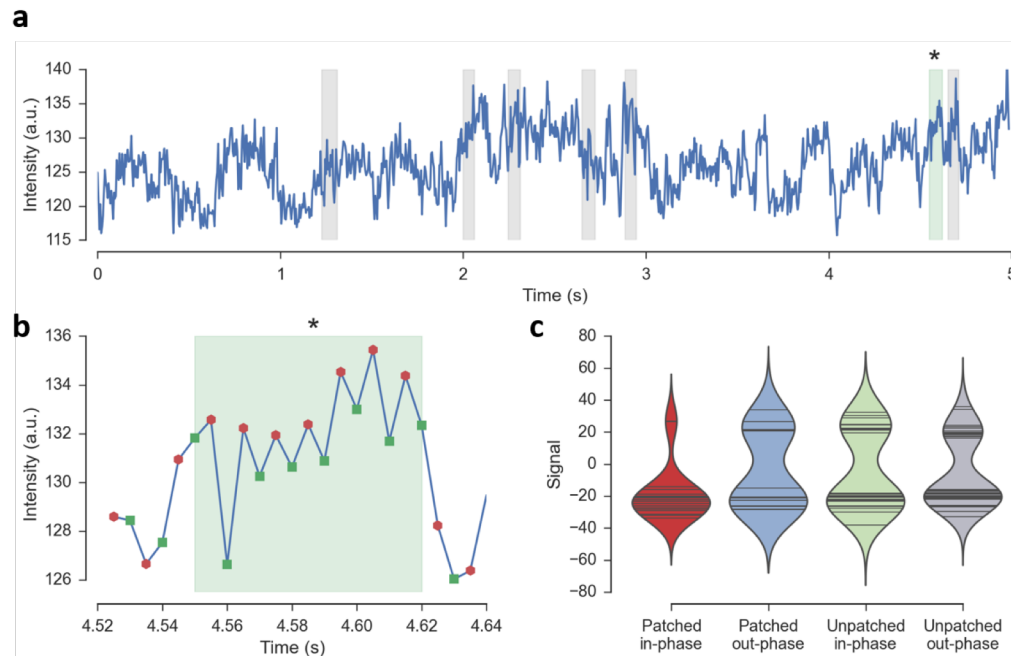 a
*
140
135
130
125
120
115
Intensity (a.u.)
0 1 2 3 4 5
Time (s)
b
*
136
134
132
130
128
126
Intensity (a.u.)
4.52 4.54 4.56 4.58 4.60 4.62 4.64
Time (s)
c
80
60
40
20
0
−20
−40
−60
−80
Signal
Patched in-phase
Patched out-phase
Unpatched in-phase
Unpatched out-phase